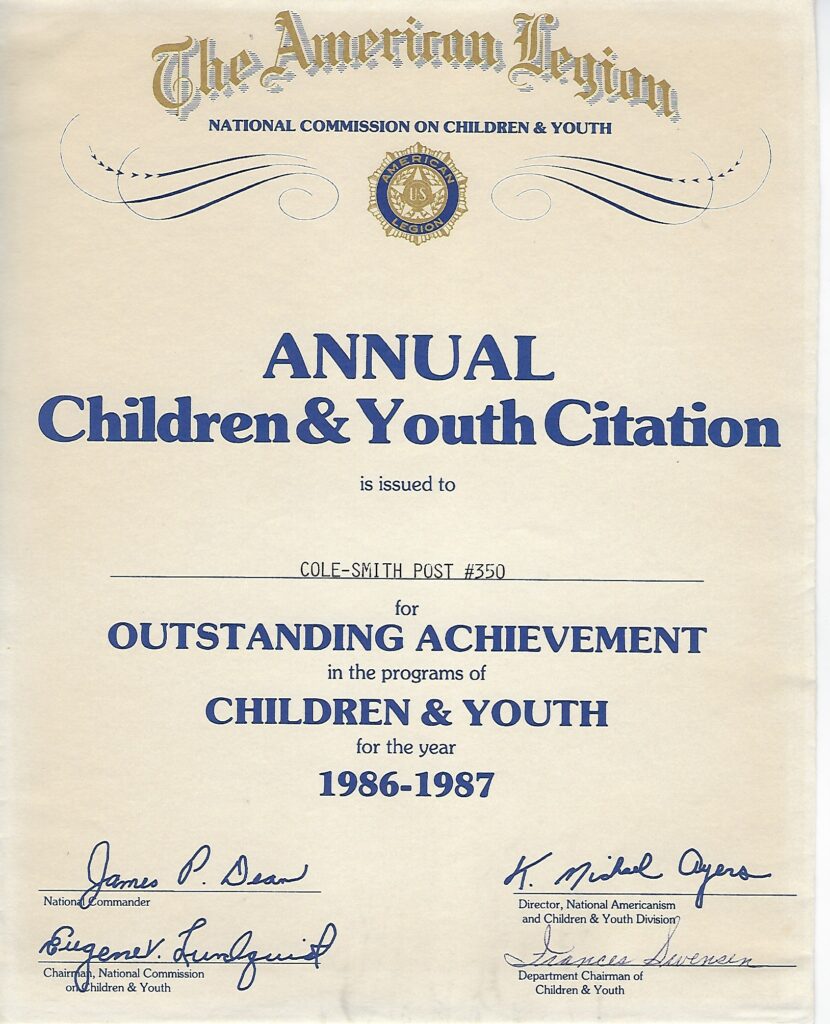 The American Legion
NATIONAL COMMISSION ON CHILDREN & YOUTH
AMERICAN
U.S
LEGION
ANNUAL
Children & Youth Citation
is issued to
COLE-SMITH POST #350
for
OUTSTANDING ACHIEVEMENT
in the programs of
CHILDREN & YOUTH
for the year
1986-1987
James P. Dean
National Commander
K. Michael Ayers
Director, National Americanism
and Children & Youth Division
Eugene V. Lundquist
Chairman, National Commission
on Children & Youth
Frances Swensen
Department Chairman of
Children & Youth